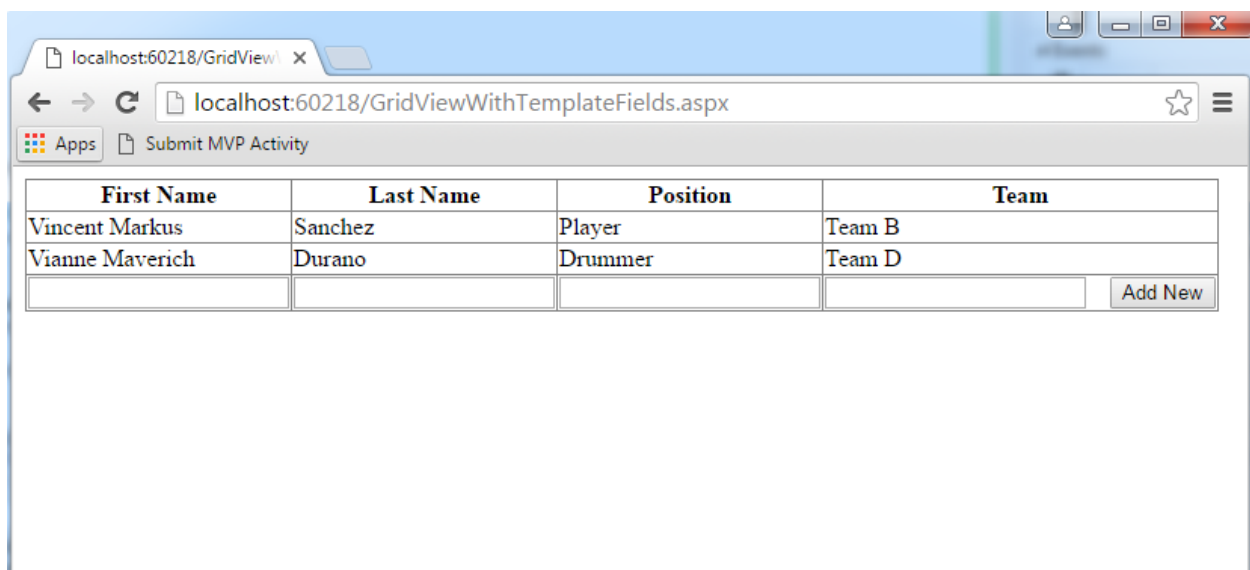 localhost:60218/GridView
localhost:60218/GridViewWithTemplateFields.aspx
Apps Submit MVP Activity
First Name Last Name Position Team
Vincent Markus Sanchez Player Team B
Vianne Maverich Durano Drummer Team D
Add New